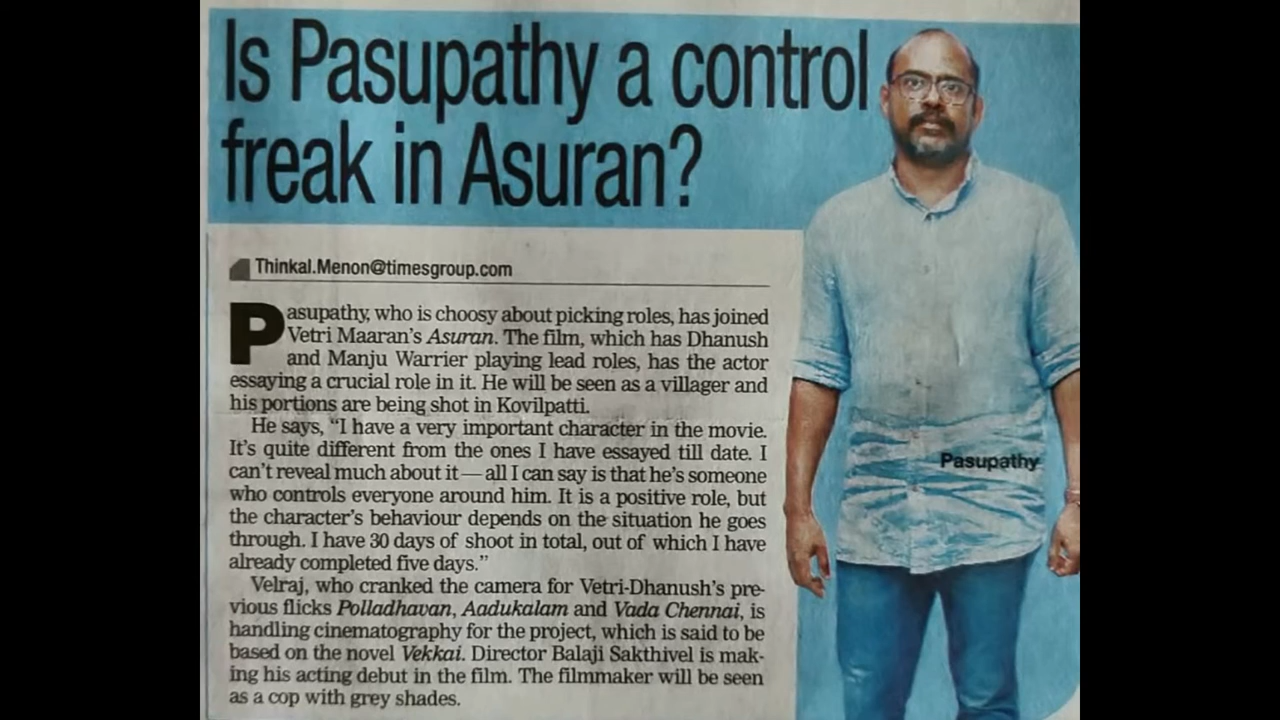 Is Pasupathy a control
freak in Asuran?
Thinkal.Menon@timesgroup.com
Pasupathy, who is choosy about picking roles, has joined
Vetri Maaran's Asuran. The film, which has Dhanush
and Manju Warrier playing lead roles, has the actor
essaying a crucial role in it. He will be seen as a villager and
his portions are being shot in Kovilpatti.
He says, “I have a very important character in the movie.
It's quite different from the ones I have essayed till date. I
can't reveal much about it — all I can say is that he's someone
who controls everyone around him. It is a positive role, but
the character's behaviour depends on the situation he goes
through. I have 30 days of shoot in total, out of which I have
already completed five days.”
Velraj, who cranked the camera for Vetri-Dhanush's pre-
vious flicks Polladhavan, Aadukalam and Vada Chennai, is
handling cinematography for the project, which is said to be
based on the novel Vekkai. Director Balaji Sakthivel is mak-
ing his acting debut in the film. The filmmaker will be seen
as a cop with grey shades.
Pasupathy